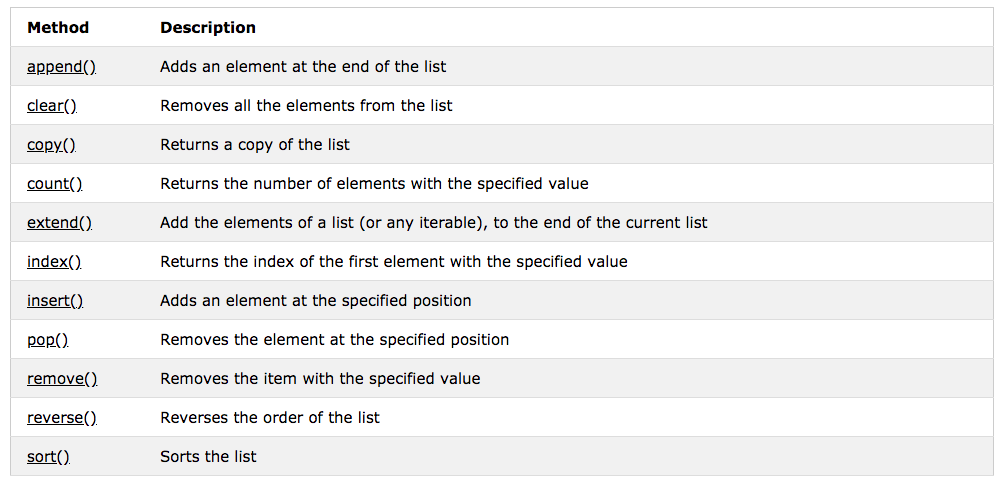 Method Description
append() Adds an element at the end of the list
clear() Removes all the elements from the list
copy() Returns a copy of the list
count() Returns the number of elements with the specified value
extend() Add the elements of a list (or any iterable), to the end of the current list
index() Returns the index of the first element with the specified value
insert() Adds an element at the specified position
pop() Removes the element at the specified position
remove() Removes the item with the specified value
reverse() Reverses the order of the list
sort() Sorts the list